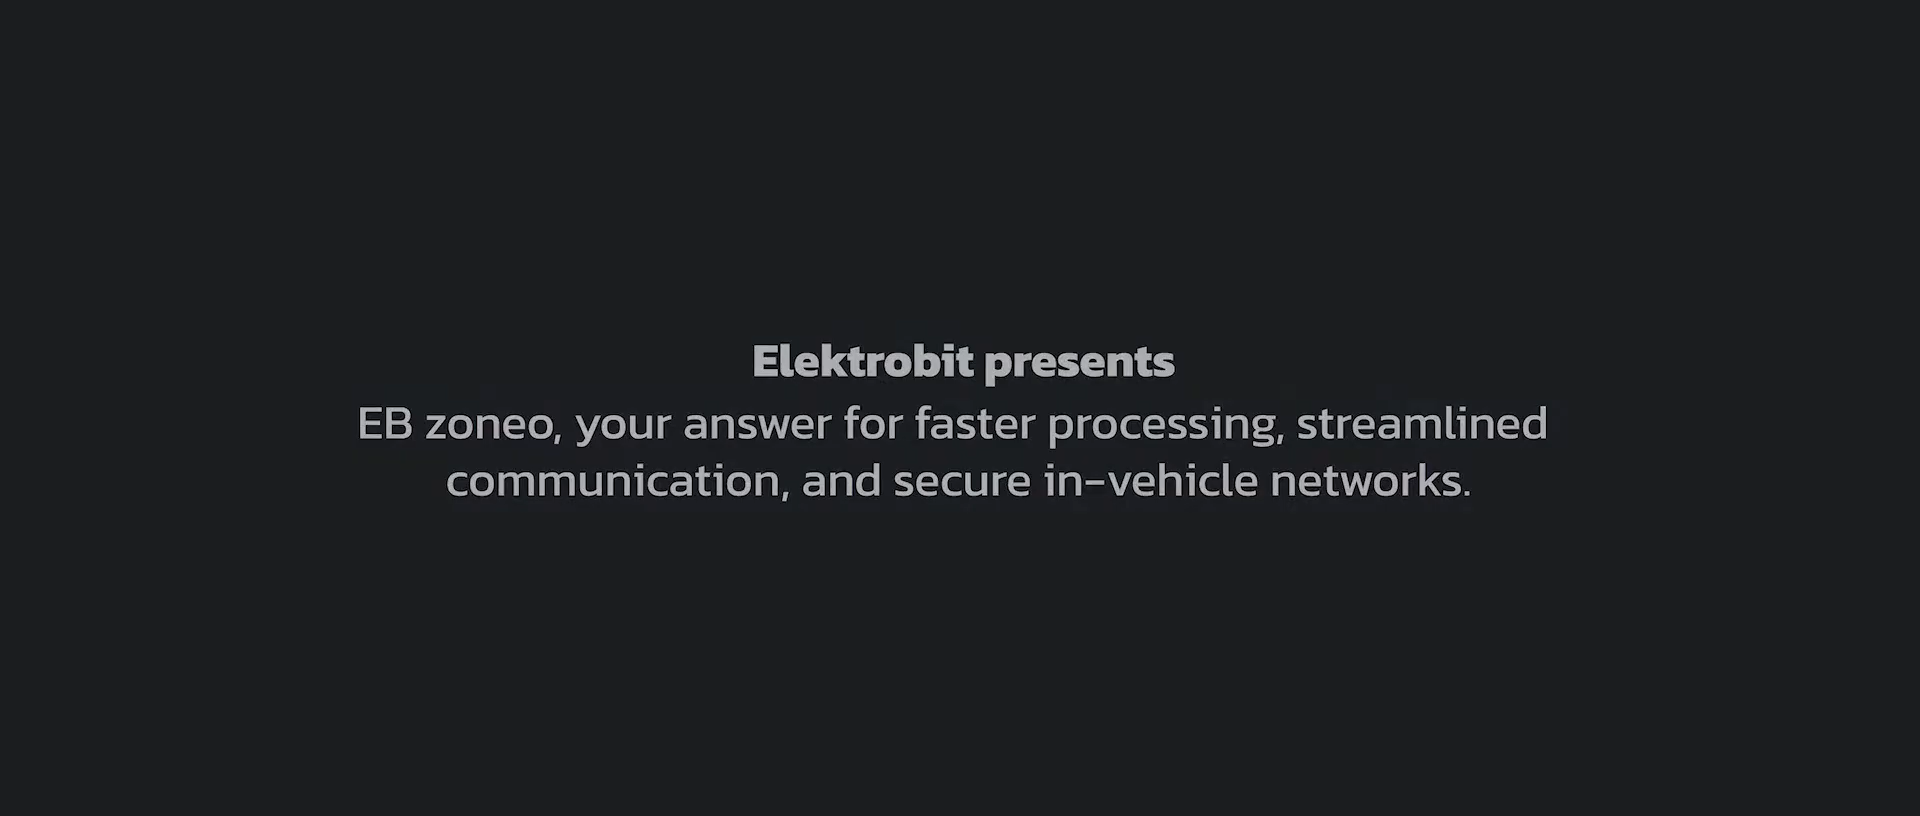 Elektrobit presents
EB zoneo, your answer for faster processing, streamlined
communication, and secure in-vehicle networks.